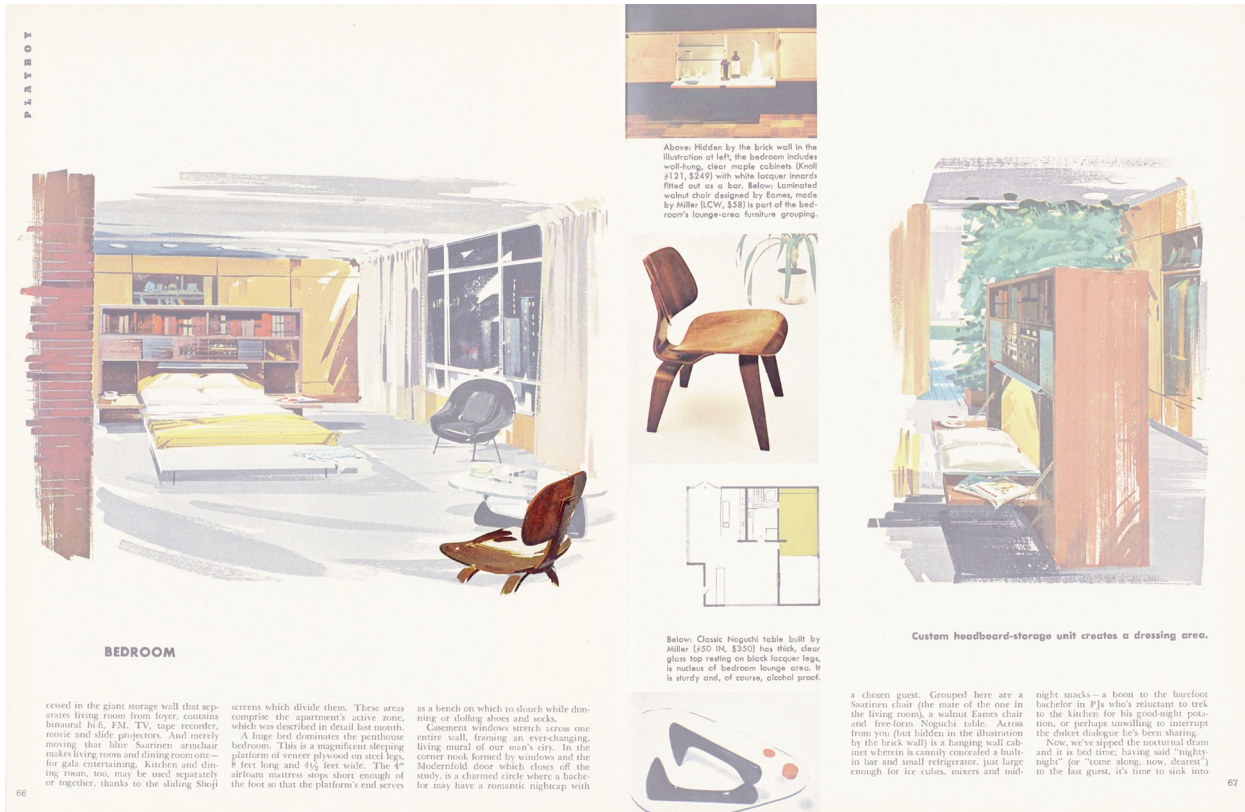 PLAYBOY
Above: Hidden by the brick wall in the
illustration at left, the bedroom includes
wall-hung, clear maple cabinets (Knoll
#121, $249) with white lacquer innards
fitted out as a bar. Below: Laminated
walnut chair designed by Eames, made
by Miller (LCW, $58) is part of the bed-
room's lounge-area furniture grouping.
Below: Classic Noguchi table built by
Miller (#50 IN, $350) has thick, clear
glass top resting on black lacquer legs,
is nucleus of bedroom lounge area. It
is sturdy and, of course, alcohol proof.
Custom headboard-storage unit creates a dressing area.
BEDROOM
cessed in the giant storage wall that sep-
arates living room from foyer, contains
binaural hi-fi, FM, TV, tape recorder,
movie and slide projectors. And merely
moving that blue Saarinen armchair
makes living room and dining room one—
for gala entertaining. Kitchen and din-
ing room, too, may be used separately
or together, thanks to the sliding Shoji
screens which divide them. These areas
comprise the apartment's active zone,
which was described in detail last month.
A huge bed dominates the penthouse
bedroom. This is a magnificent sleeping
platform of veneer plywood on steel legs,
8 feet long and 4½ feet wide. The 4"
airfoam mattress stops short enough of
the foot so that the platform's end serves
as a bench on which to slouch while don-
ning or doffing shoes and socks.
Casement windows stretch across one
entire wall, framing an ever-changing,
living mural of our man's city. In the
corner nook formed by windows and the
Modernfold door which closes off the
study, is a charmed circle where a bache-
lor may have a romantic nightcap with
a chosen guest. Grouped here are a
Saarinen chair (the mate of the one in
the living room), a walnut Eames chair
and free-form Noguchi table. Across
from you (but hidden in the illustration
by the brick wall) is a hanging wall cab-
inet wherein is cannily concealed a built-
in bar and small refrigerator, just large
enough for ice cubes, mixers and mid-
night snacks—a boon to the barefoot
bachelor in PJs who's reluctant to trek
to the kitchen for his good-night pota-
tion, or perhaps unwilling to interrupt
the dulcet dialogue he's been sharing.
Now, we've sipped the nocturnal dram
and it is bed time; having said "nighty-
night" (or "come along, now, dearest")
to the last guest, it's time to sink into
66
67